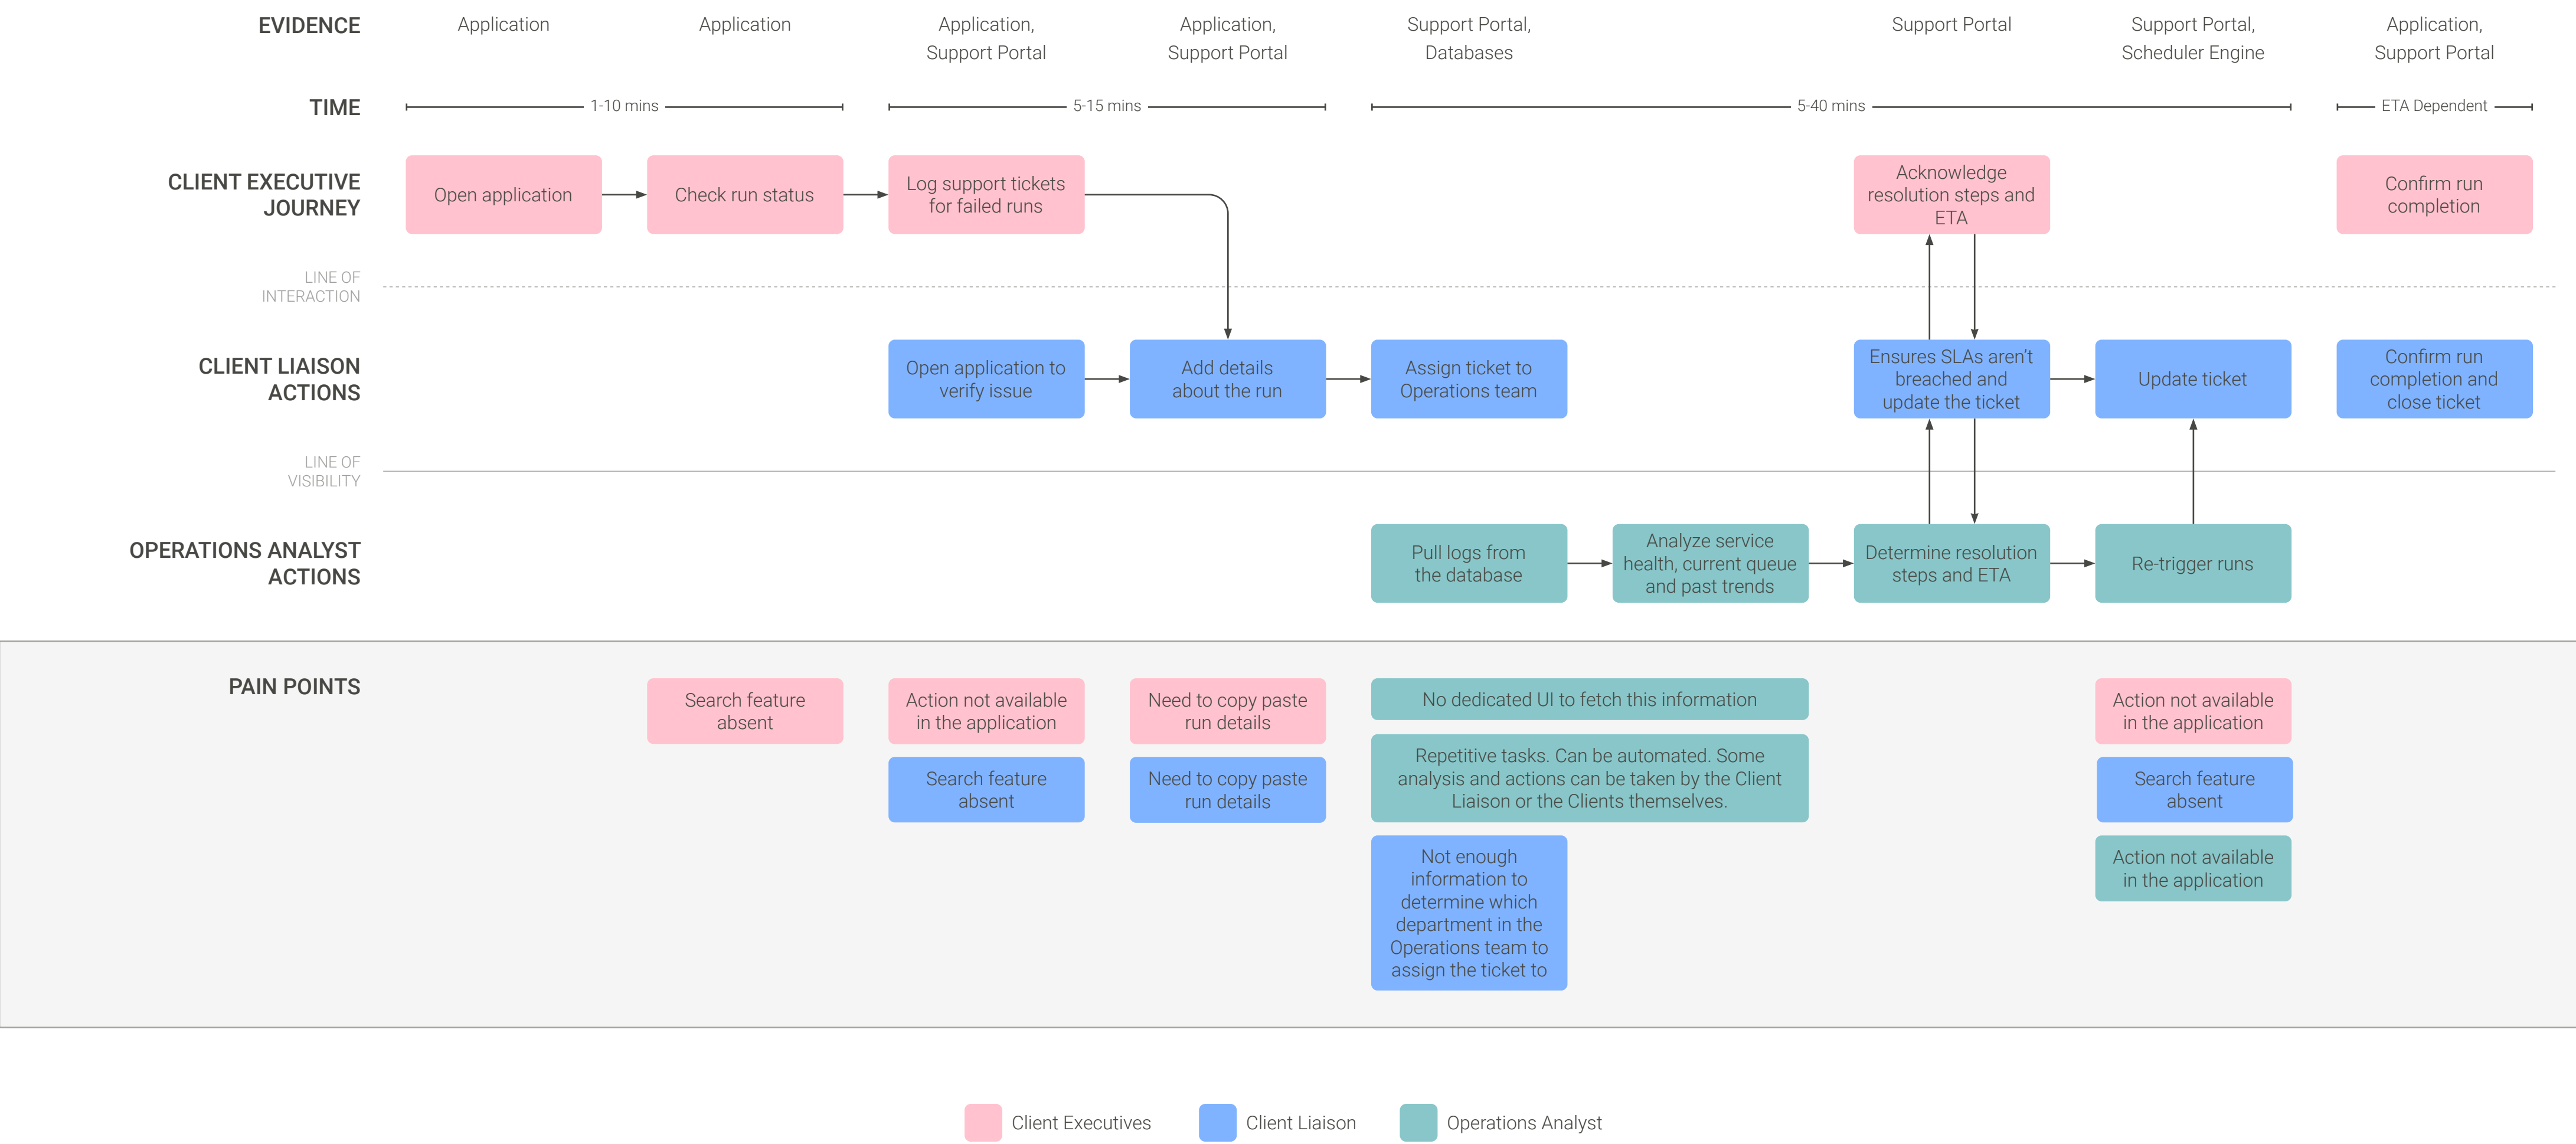 EVIDENCE
Application
Application
Application,
Support Portal
Application,
Support Portal
Support Portal,
Databases
Support Portal
Support Portal,
Scheduler Engine
Application,
Support Portal
TIME
1-10 mins
5-15 mins
5-40 mins
ETA Dependent
CLIENT EXECUTIVE
JOURNEY
Open application
Check run status
Log support tickets
for failed runs
Acknowledge
resolution steps and
ETA
Confirm run
completion
LINE OF
INTERACTION
CLIENT LIAISON
ACTIONS
Open application to
verify issue
Add details
about the run
Assign ticket to
Operations team
Ensures SLAs aren't
breached and
update the ticket
Update ticket
Confirm run
completion and
close ticket
LINE OF
VISIBILITY
OPERATIONS ANALYST
ACTIONS
Pull logs from
the database
Analyze service
health, current queue
and past trends
Determine resolution
steps and ETA
Re-trigger runs
PAIN POINTS
Search feature
absent
Action not available
in the application
Search feature
absent
Need to copy paste
run details
Need to copy paste
run details
No dedicated UI to fetch this information
Repetitive tasks. Can be automated. Some
analysis and actions can be taken by the Client
Liaison or the Clients themselves.
Not enough
information to
determine which
department in the
Operations team to
assign the ticket to
Action not available
in the application
Search feature
absent
Action not available
in the application
Client Executives
Client Liaison
Operations Analyst